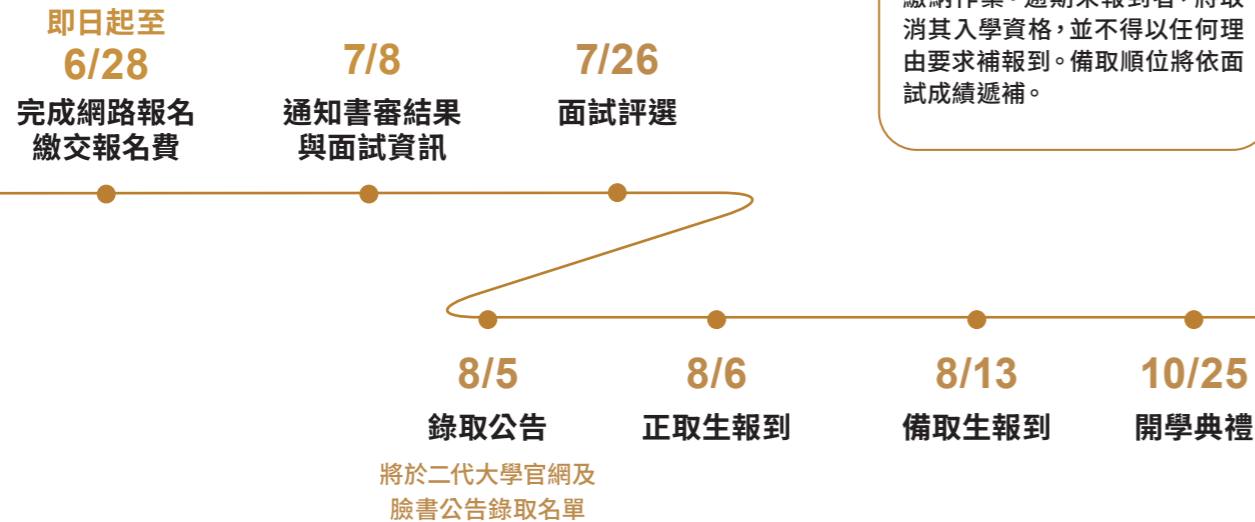 即日起至
6/28
完成網路報名
繳交報名費
7/8
通知書審結果
與面試資訊
7/26
面試評選
消其入學資格，並不得以任何理
由要求補報到。備取順位將依面
試成績遞補。
8/5
錄取公告
將於二代大學官網及
臉書公告錄取名單
8/6
正取生報到
8/13
備取生報到
10/25
開學典禮